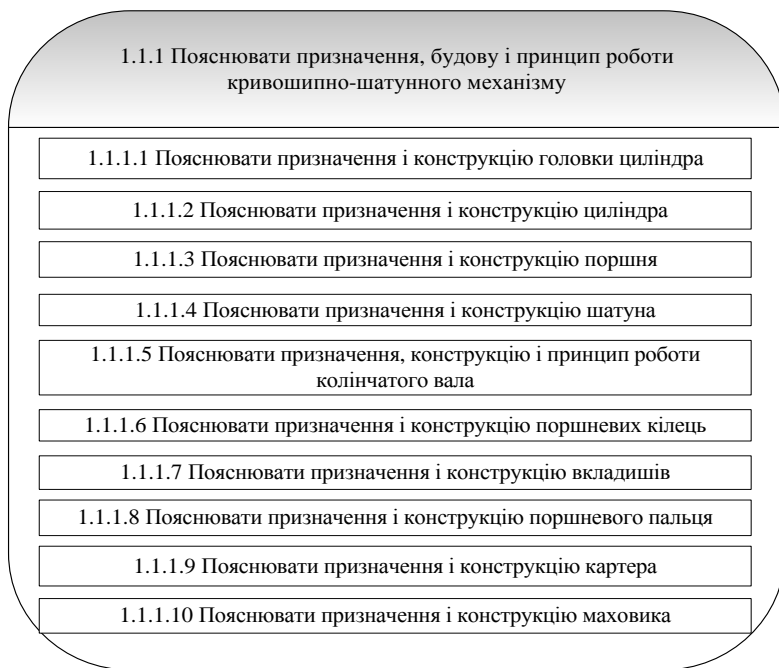 1.1.1 Пояснювати призначення, будову і принцип роботи
кривошипно-шатунного механізму
1.1.1.1 Пояснювати призначення і конструкцію головки циліндра
1.1.1.2 Пояснювати призначення і конструкцію циліндра
1.1.1.3 Пояснювати призначення і конструкцію поршня
1.1.1.4 Пояснювати призначення і конструкцію шатуна
1.1.1.5 Пояснювати призначення, конструкцію і принцип роботи
колінчатого вала
1.1.1.6 Пояснювати призначення і конструкцію поршневих кілець
1.1.1.7 Пояснювати призначення і конструкцію вкладишів
1.1.1.8 Пояснювати призначення і конструкцію поршневого пальця
1.1.1.9 Пояснювати призначення і конструкцію картера
1.1.1.10 Пояснювати призначення і конструкцію маховика